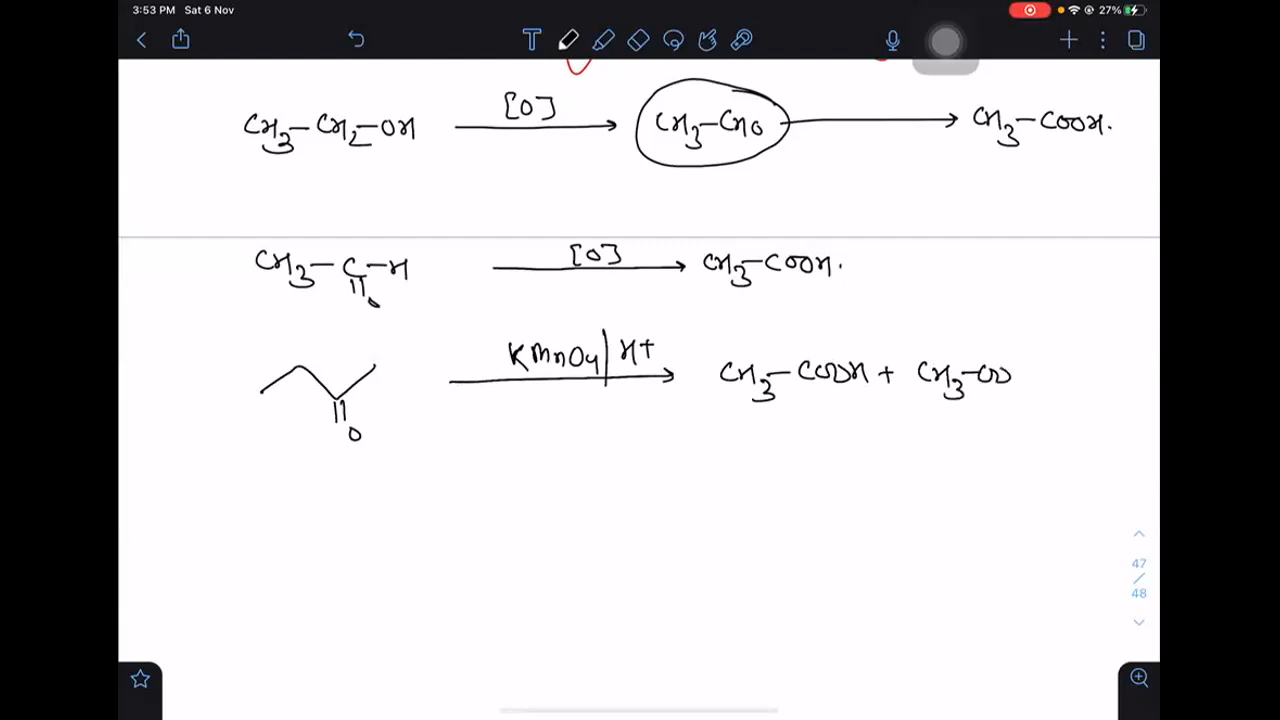 3:53 PM Sat 6 Nov 27%
T
CH3-CH2-OH [O] CH3-CHO CH3-COOH.
CH3-C-H [O] CH3-COOH.
O
KMnO4 | H+ CH3-COOH + CH3-CO
O
47
/
48